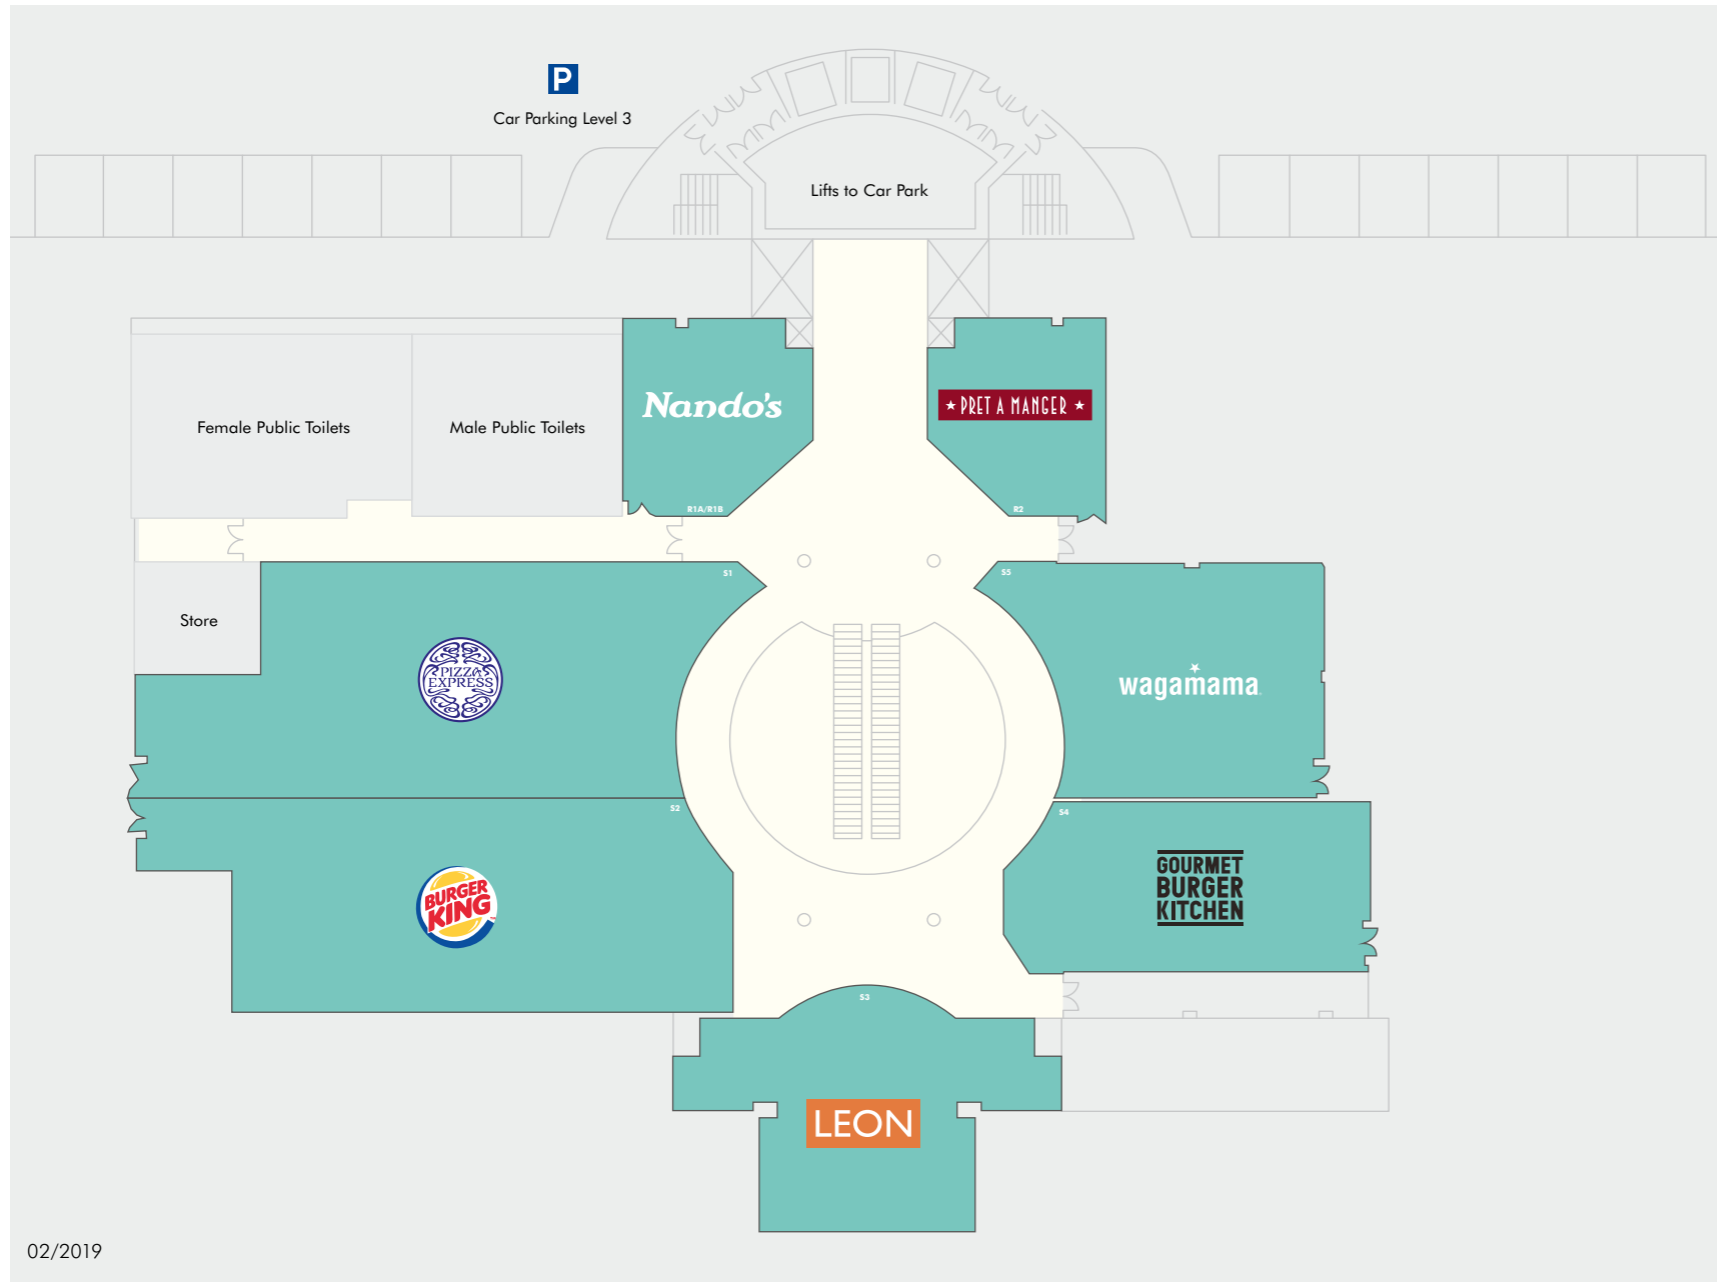 P
Car Parking Level 3
Lifts to Car Park
Nando's
★ PRET A MANGER ★
Female Public Toilets
Male Public Toilets
R1A/R1B
R2
S1
S5
Store
PIZZA
EXPRESS
wagamama
S2
S4
BURGER
KING
GOURMET
BURGER
KITCHEN
S3
LEON
02/2019